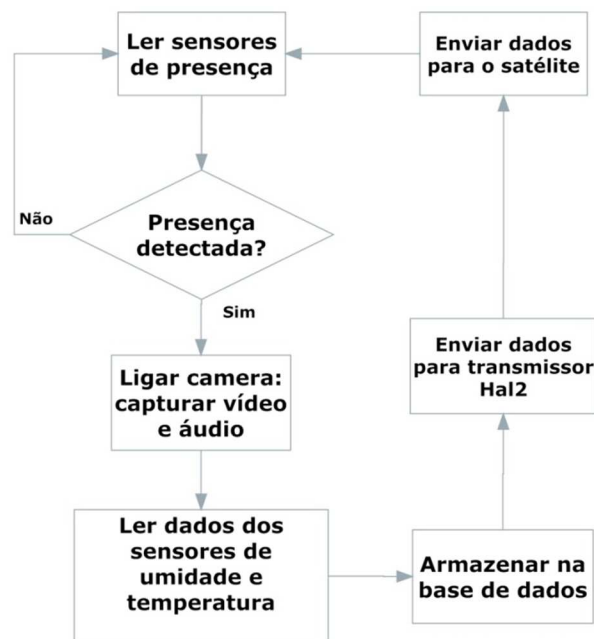 Ler sensores
de presença
Enviar dados
para o satélite
Não
Presença
detectada?
Sim
Enviar dados
para transmissor
Hal2
Ligar camera:
capturar vídeo
e áudio
Ler dados dos
sensores de
umidade e
temperatura
Armazenar na
base de dados